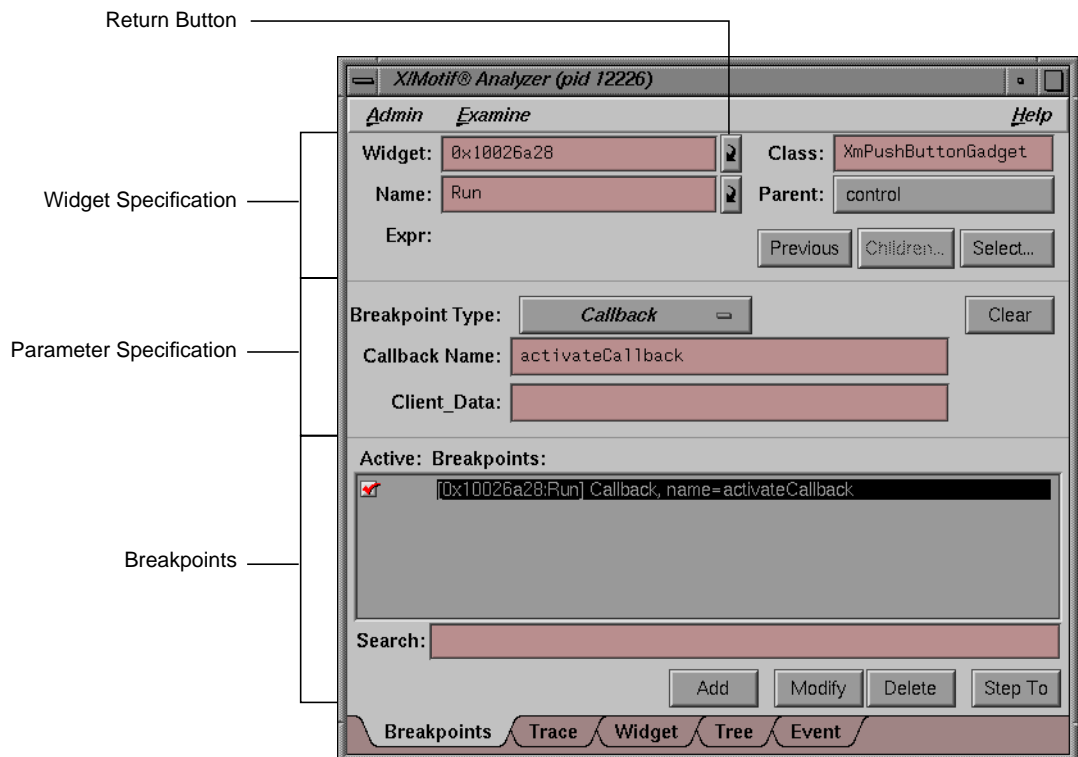 Return Button
X/Motif® Analyzer (pid 12226)
Admin Examine Help
Widget: 0x10026a28 Class: XmPushButtonGadget
Name: Run Parent: control
Widget Specification
Expr:
Previous Children... Select...
Breakpoint Type: Callback Clear
Parameter Specification
Callback Name: activateCallback
Client_Data:
Active: Breakpoints:
[0x10026a28:Run] Callback, name=activateCallback
Breakpoints
Search:
Add Modify Delete Step To
Breakpoints Trace Widget Tree Event